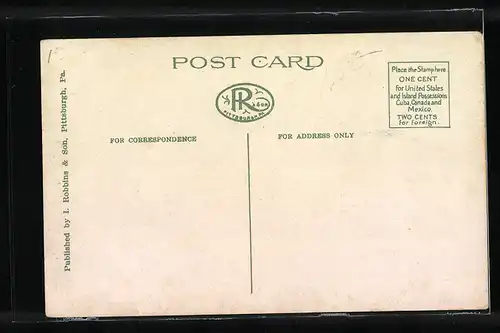 POST CARD
Place the Stamp here
ONE CENT
for United States
and Island Possessions
Cuba, Canada and
Mexico.
TWO CENTS
for Foreign.
R
& SON
PITTSBURGH PA.
FOR CORRESPONDENCE
FOR ADDRESS ONLY
Published by I. Robbins & Son, Pittsburgh, Pa.